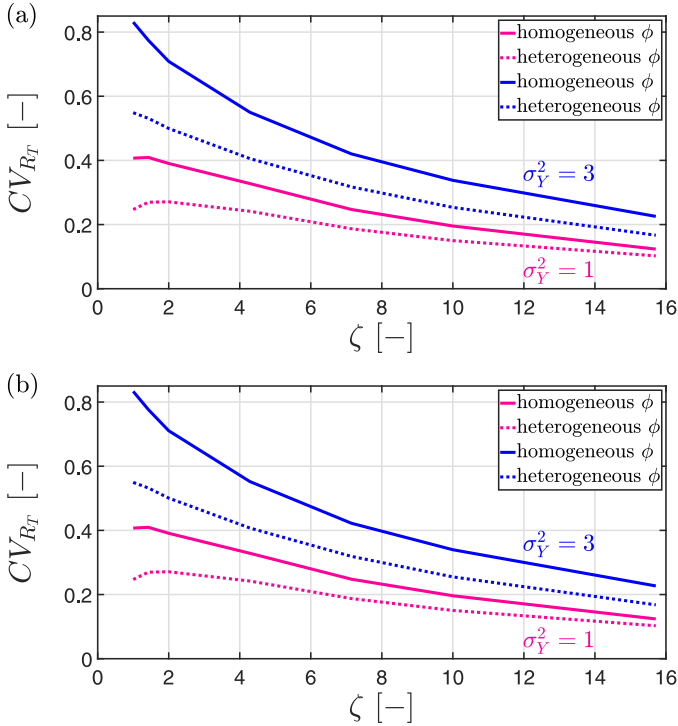 (a)
CV_{R_T} [−]
0.8
0.6
0.4
0.2
0
homogeneous ϕ
heterogeneous ϕ
homogeneous ϕ
heterogeneous ϕ
σ_Y^2 = 3
σ_Y^2 = 1
0 2 4 6 8 10 12 14 16
ζ [−]
(b)
CV_{R_T} [−]
0.8
0.6
0.4
0.2
0
homogeneous ϕ
heterogeneous ϕ
homogeneous ϕ
heterogeneous ϕ
σ_Y^2 = 3
σ_Y^2 = 1
0 2 4 6 8 10 12 14 16
ζ [−]